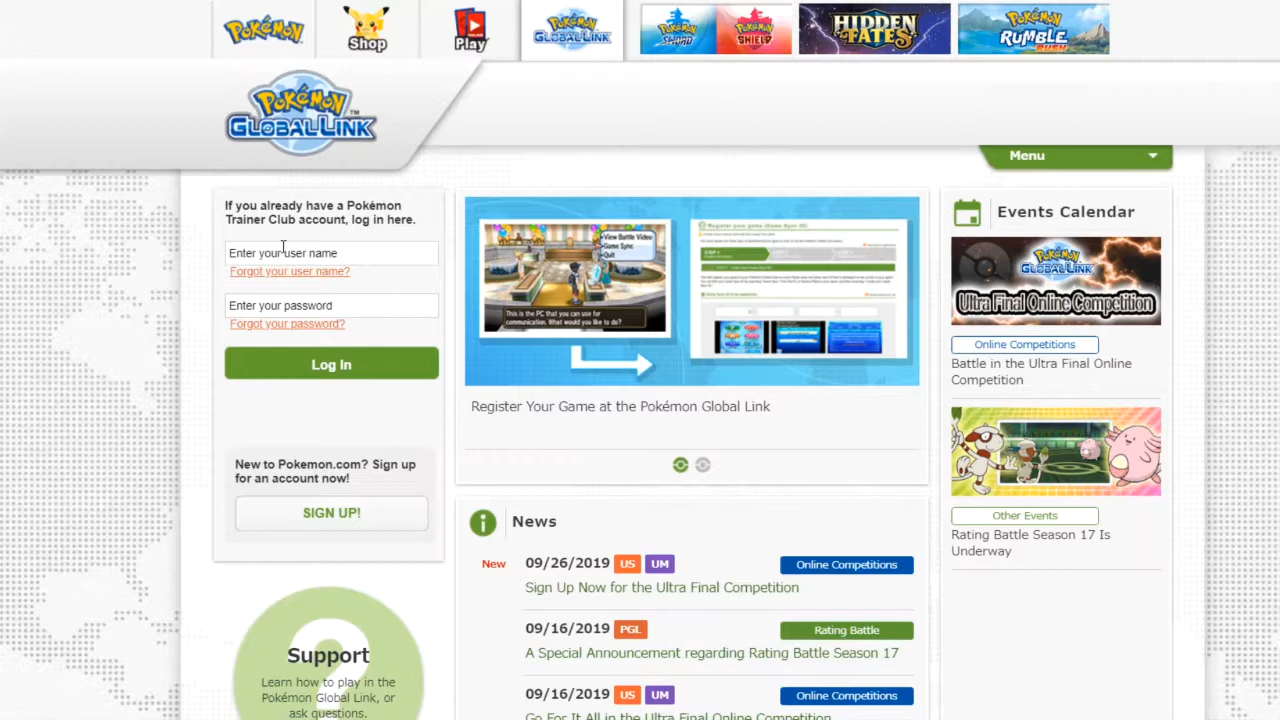 Pokémon
Shop
Play
Pokémon
GLOBAL LINK
Pokémon
SWORD
Pokémon
SHIELD
HIDDEN
FATES
Pokémon
RUMBLE
RUSH
Pokémon™
GLOBAL LINK
Menu
If you already have a Pokémon
Trainer Club account, log in here.
Enter your user name
Forgot your user name?
Enter your password
Forgot your password?
Log In
New to Pokemon.com? Sign up
for an account now!
SIGN UP!
Support
Learn how to play in the
Pokémon Global Link, or
ask questions.
View Battle Video
Game Sync
Quit
This is the PC that you can use for
communication. What would you like to do?
Register your game (Game Sync ID)
Register Your Game at the Pokémon Global Link
News
New
09/26/2019 US UM Online Competitions
Sign Up Now for the Ultra Final Competition
09/16/2019 PGL Rating Battle
A Special Announcement regarding Rating Battle Season 17
09/16/2019 US UM Online Competitions
Go For It All in the Ultra Final Online Competition
Events Calendar
Pokémon
GLOBAL LINK
Ultra Final Online Competition
Online Competitions
Battle in the Ultra Final Online
Competition
Other Events
Rating Battle Season 17 Is
Underway